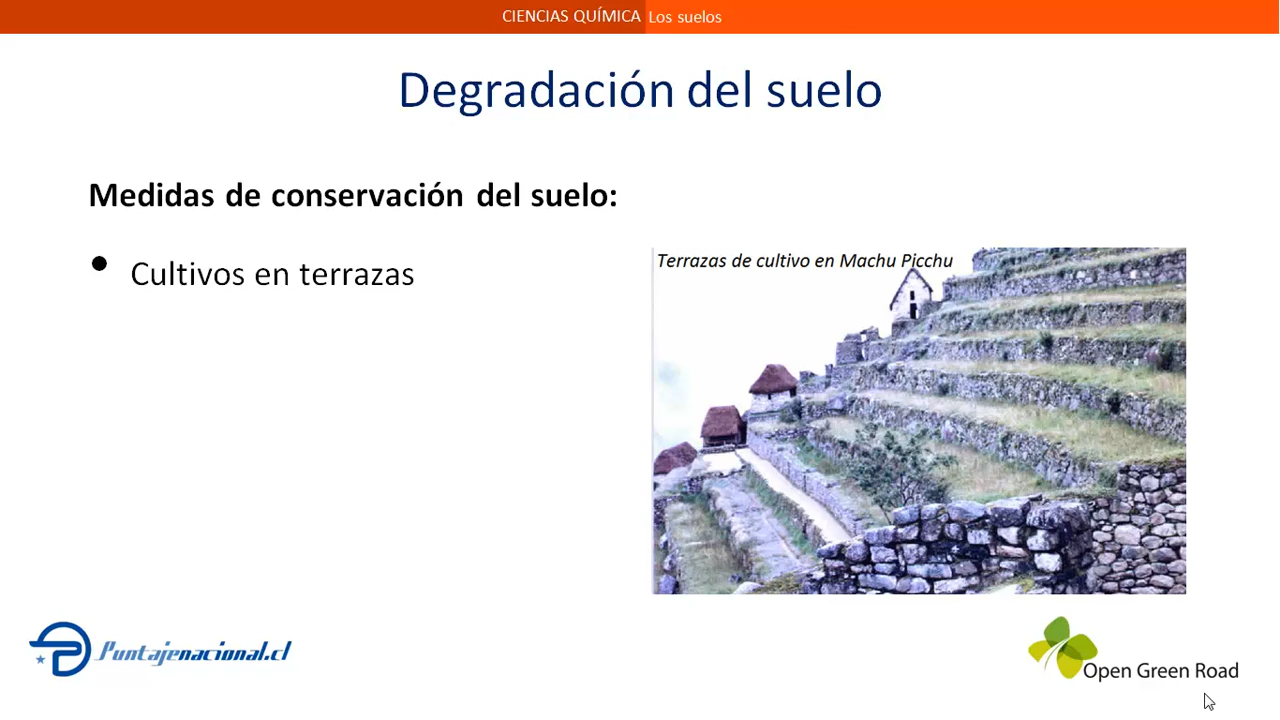 CIENCIAS QUÍMICA Los suelos
Degradación del suelo
Medidas de conservación del suelo:
• Cultivos en terrazas
Terrazas de cultivo en Machu Picchu
Puntajenacional.cl
Open Green Road